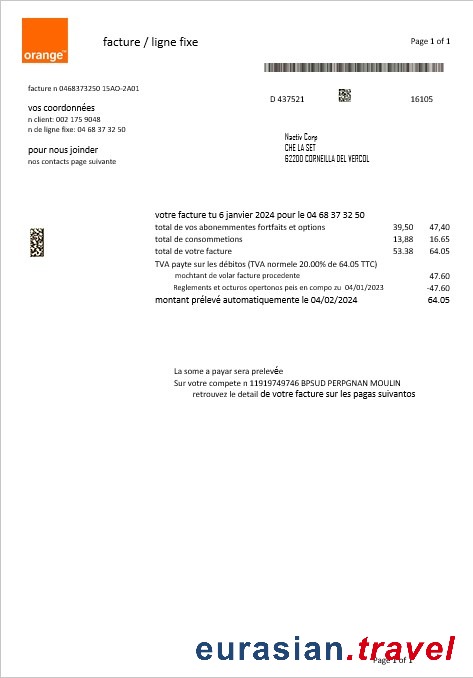 orange™
facture / ligne fixe
Page 1 of 1
facture n 0468373250 15AO-2A01
D 437521
16105
vos coordonnées
n client: 002 175 9048
n de ligne fixe: 04 68 37 32 50
Nactiv Corp
CHE LA SET
62200 CORNEILLA DEL VERCOL
pour nous joinder
nos contacts page suivante
votre facture tu 6 janvier 2024 pour le 04 68 37 32 50
total de vos abonemmentes fortfaits et options 39,50 47,40
total de consommetions 13,88 16.65
total de votre facture 53.38 64.05
TVA payte sur les débitos (TVA normele 20.00% de 64.05 TTC)
mochtant de volar facture procedente 47.60
Reglements et octuros opertonos peis en compo zu 04/01/2023 -47.60
montant prélevé automatiquemente le 04/02/2024 64.05
La some a payar sera prelevée
Sur votre compete n 11919749746 BPSUD PERPGNAN MOULIN
retrouvez le detail de votre facture sur les pagas suivantos
eurasian.travel
Page 1 of 1